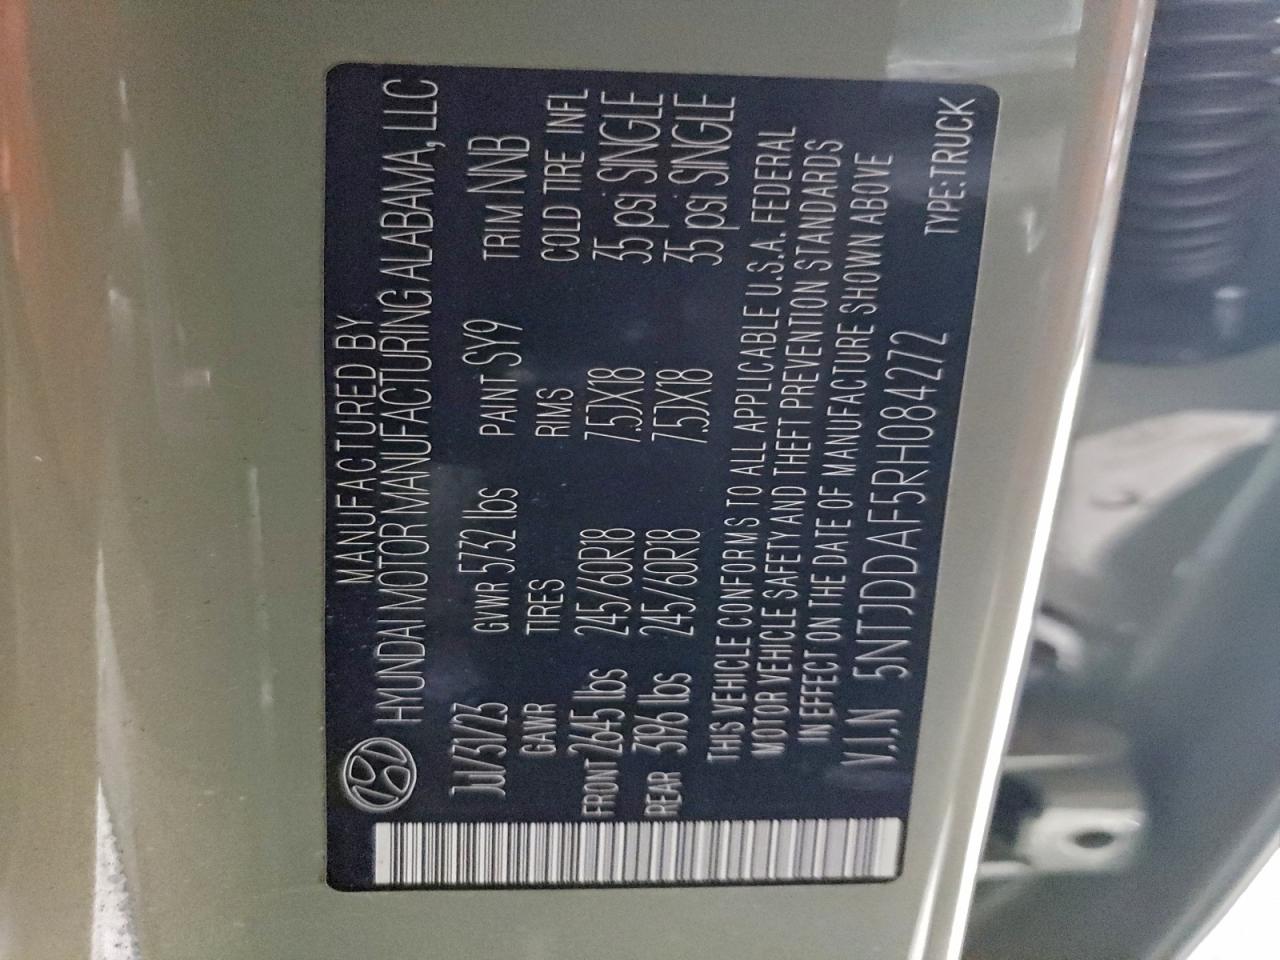 MANUFACTURED BY
HYUNDAI MOTOR MANUFACTURING ALABAMA, LLC
JUL/31/23 GVWR 5732 lbs PAINT SY9 TRIM NNB
GAWR TIRES RIMS COLD TIRE INFL
FRONT 2645 lbs 245/60R18 7.5JX18 35 psi SINGLE
REAR 3196 lbs 245/60R18 7.5JX18 35 psi SINGLE
THIS VEHICLE CONFORMS TO ALL APPLICABLE U.S.A. FEDERAL
MOTOR VEHICLE SAFETY AND THEFT PREVENTION STANDARDS
IN EFFECT ON THE DATE OF MANUFACTURE SHOWN ABOVE
V.I.N 5NTJDDAF5RH084272 TYPE:TRUCK